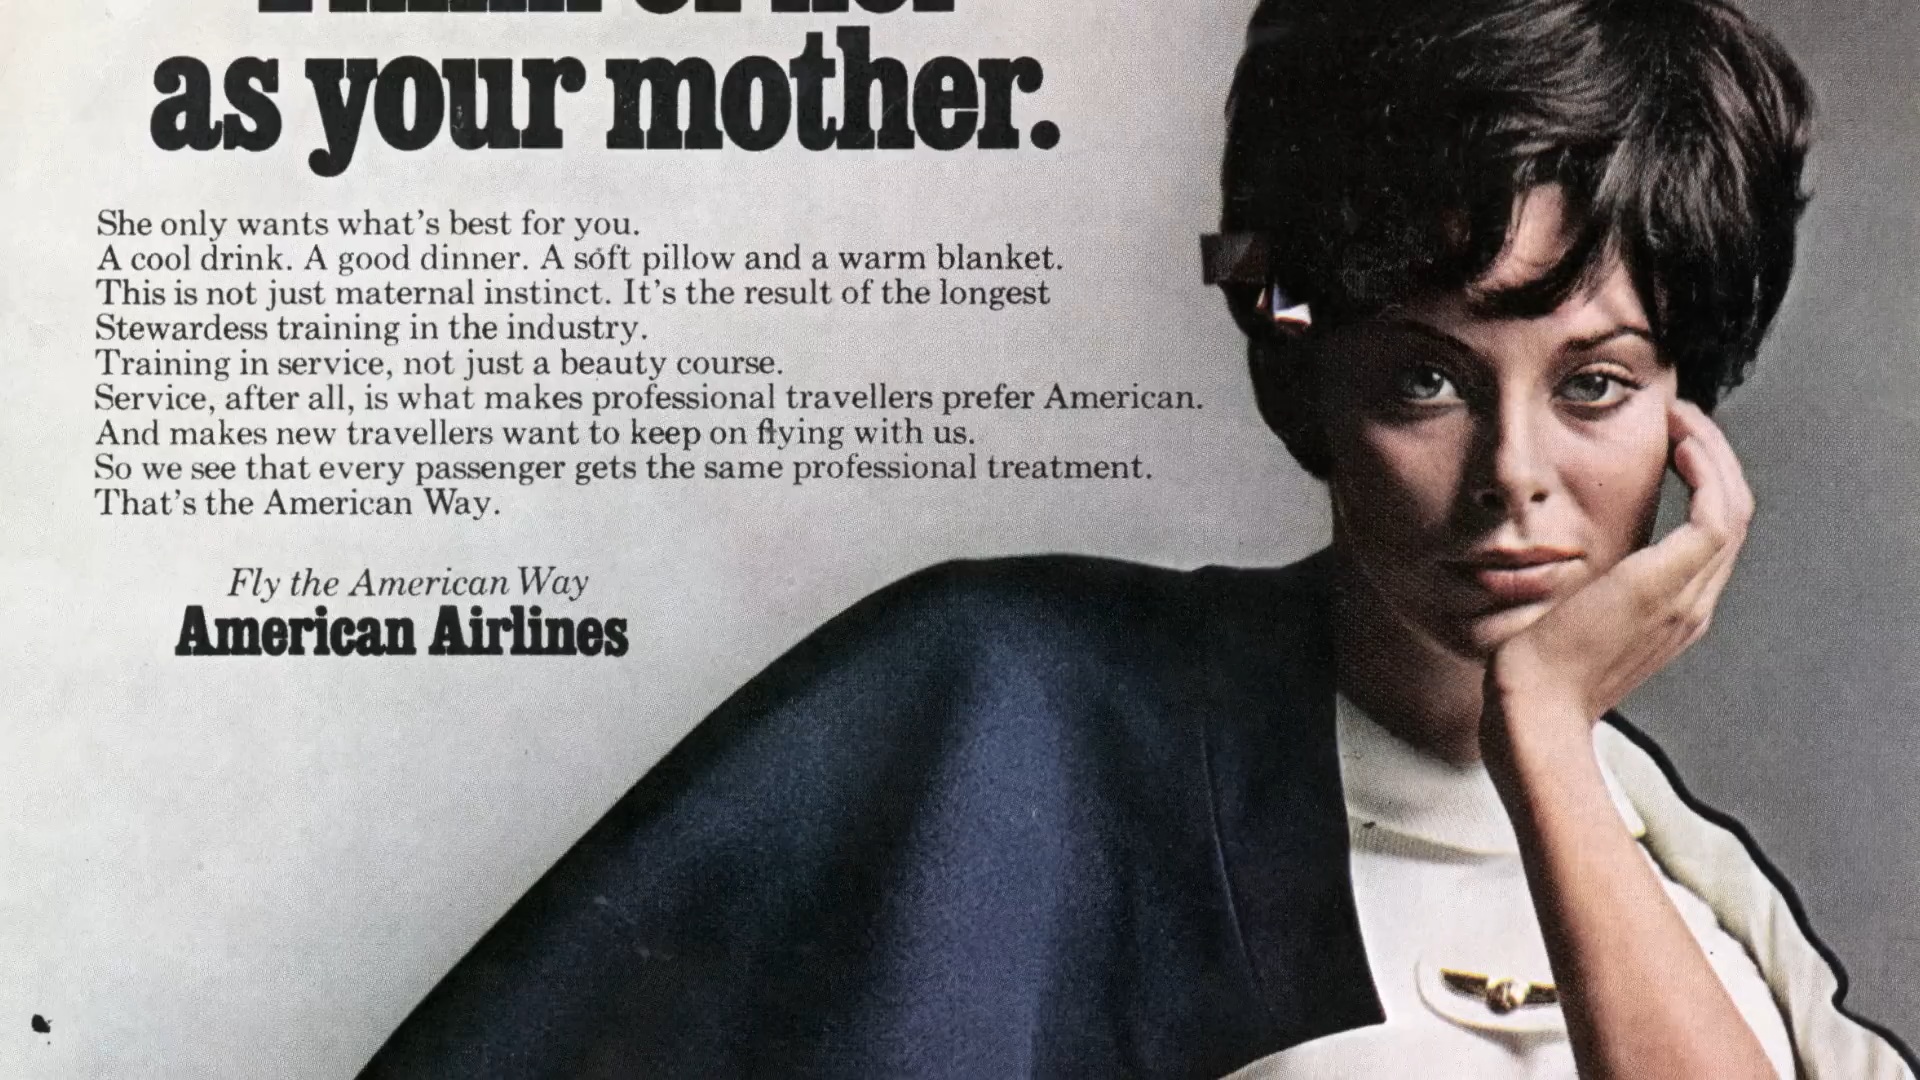 as your mother.
She only wants what's best for you.
A cool drink. A good dinner. A soft pillow and a warm blanket.
This is not just maternal instinct. It's the result of the longest
Stewardess training in the industry.
Training in service, not just a beauty course.
Service, after all, is what makes professional travellers prefer American.
And makes new travellers want to keep on flying with us.
So we see that every passenger gets the same professional treatment.
That's the American Way.
Fly the American Way
American Airlines